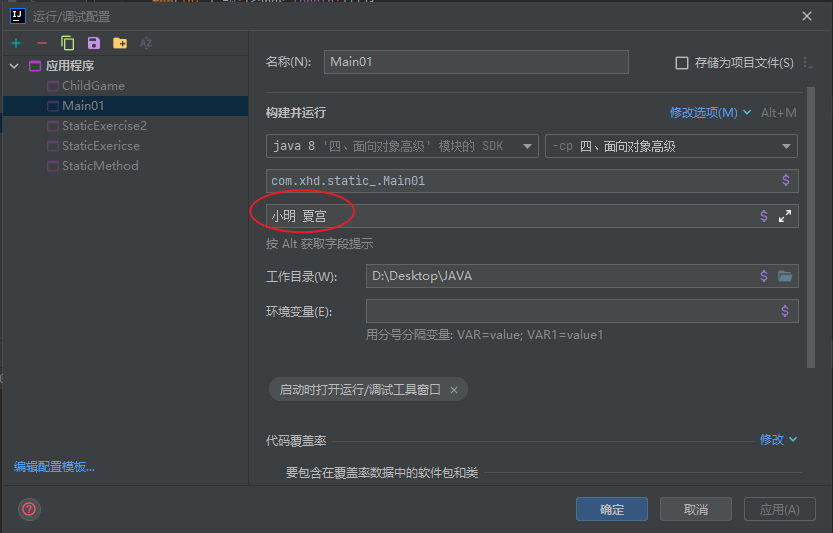 运行/调试配置
应用程序
ChildGame
Main01
StaticExercise2
StaticExericse
StaticMethod
编辑配置模板...
名称(N): Main01 存储为项目文件(S)
构建并运行 修改选项(M) Alt+M
java 8 '四、面向对象高级' 模块的 SDK -cp 四、面向对象高级
com.xhd.static_.Main01
小明 夏宫
按 Alt 获取字段提示
工作目录(W): D:\Desktop\JAVA
环境变量(E):
用分号分隔变量: VAR=value; VAR1=value1
启动时打开运行/调试工具窗口 ×
代码覆盖率 修改
要包含在覆盖率数据中的软件包和类
确定 取消 应用(A)